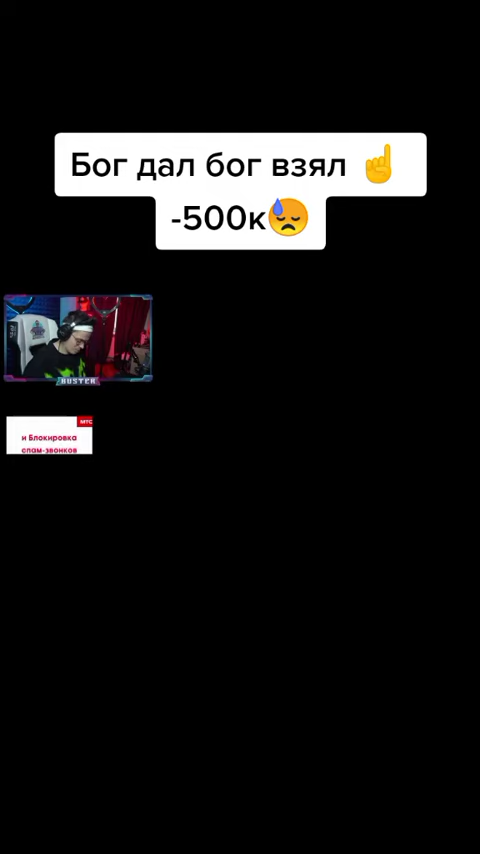 Бог дал бог взял ☝️
-500к😓
BUSTER
МТС
и Блокировка
спам-звонков